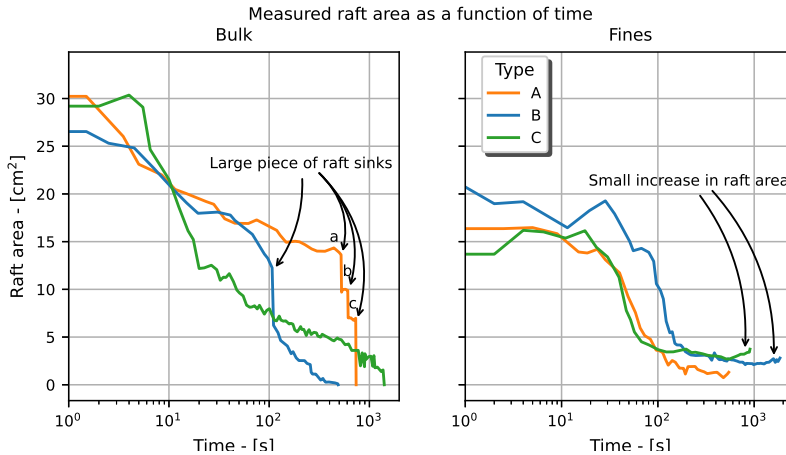 Measured raft area as a function of time
Bulk
Fines
Raft area - [cm²]
30
25
20
15
10
5
0
Large piece of raft sinks
a
b
c
10⁰
10¹
10²
10³
Time - [s]
Type
A
B
C
Small increase in raft area
10⁰
10¹
10²
10³
Time - [s]